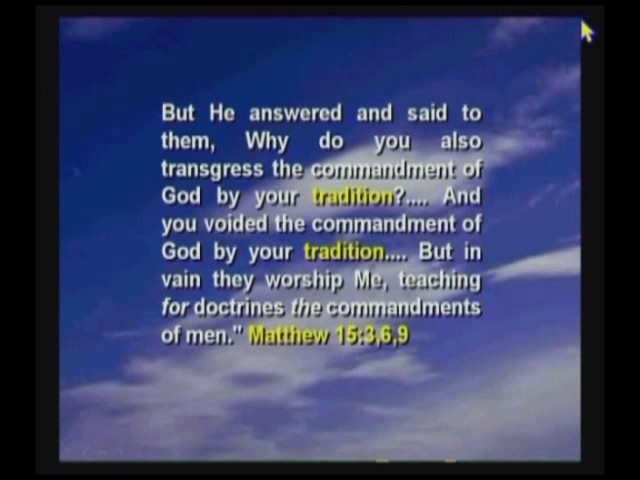 But He answered and said to
them, Why do you also
transgress the commandment of
God by your tradition?.... And
you voided the commandment of
God by your tradition.... But in
vain they worship Me, teaching
for doctrines the commandments
of men." Matthew 15:3,6,9